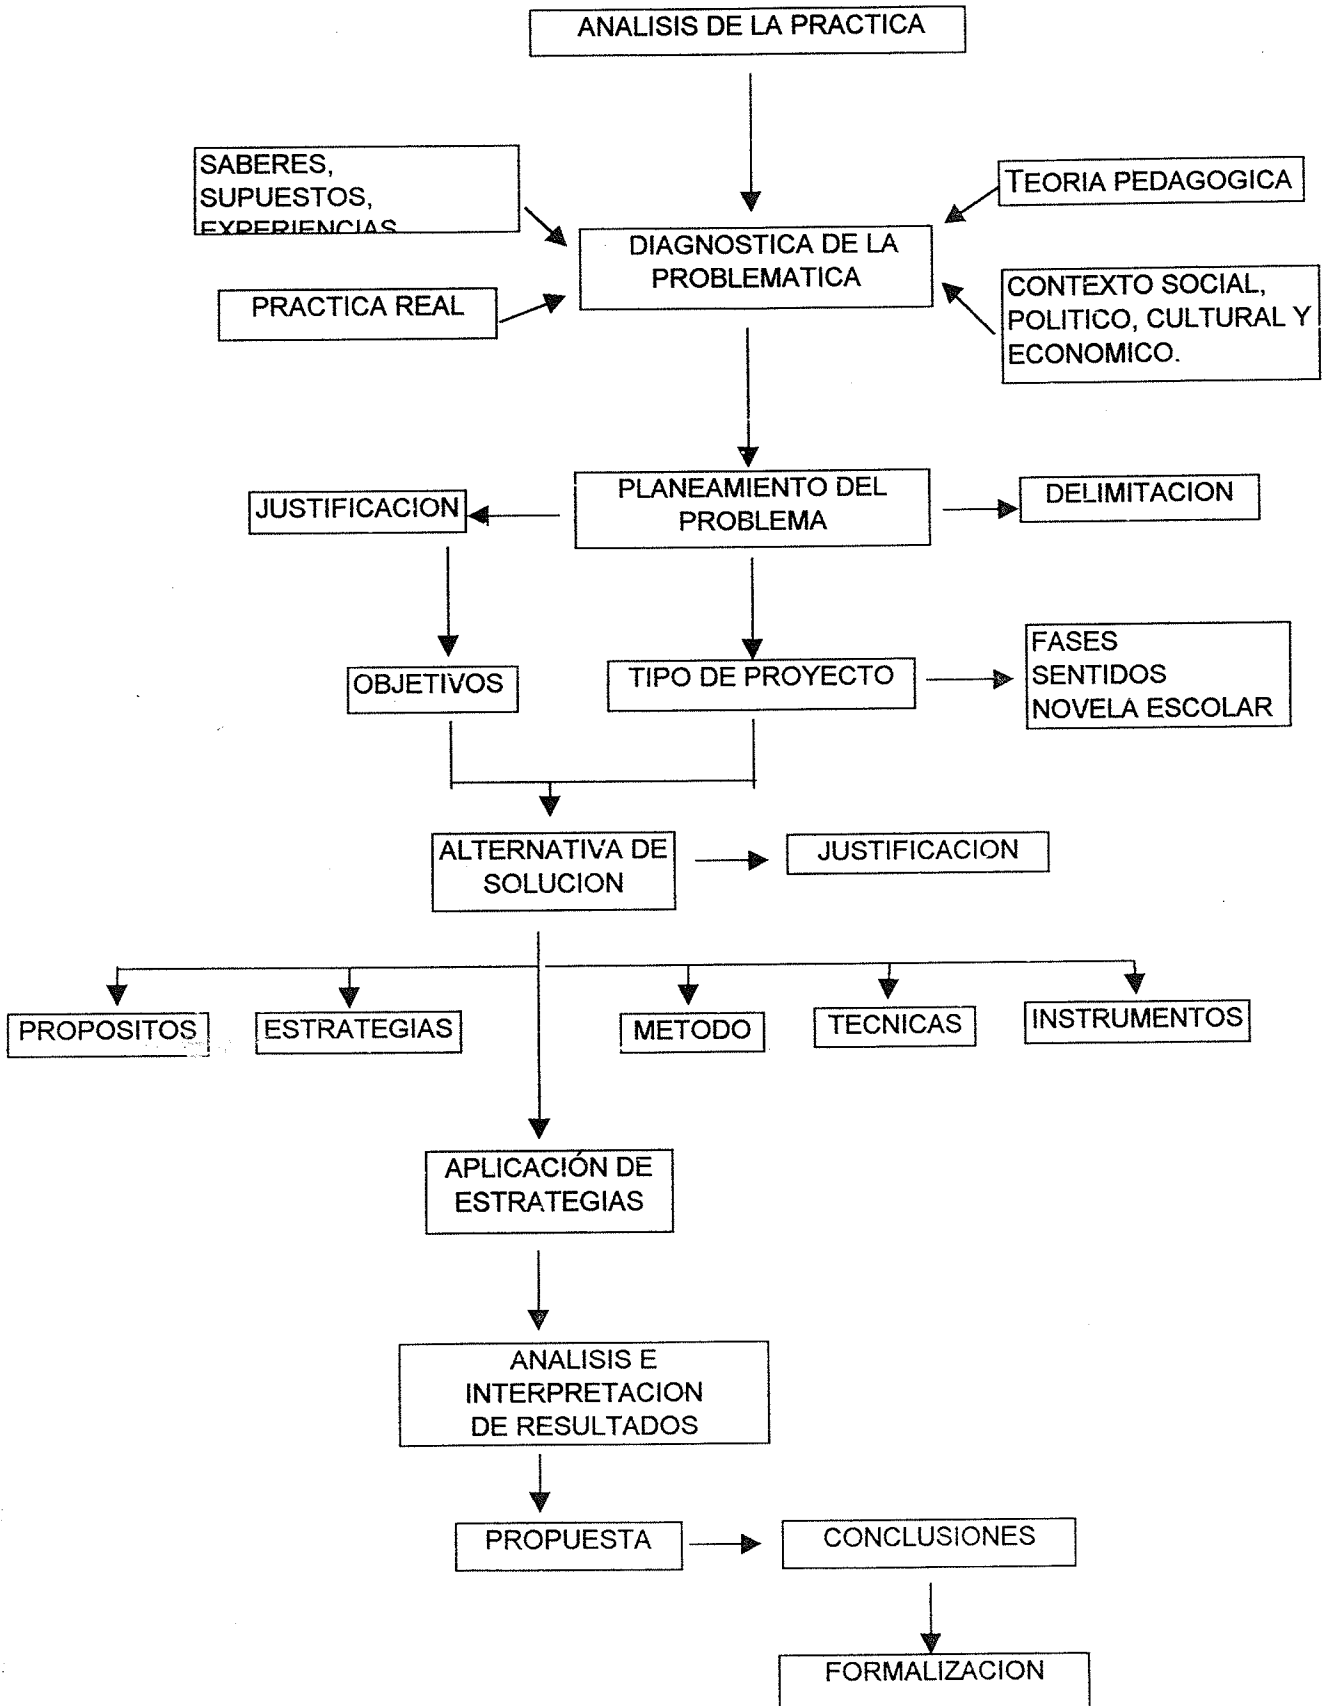 ANALISIS DE LA PRACTICA
SABERES,
SUPUESTOS,
EXPERIENCIAS
TEORIA PEDAGOGICA
DIAGNOSTICA DE LA
PROBLEMATICA
PRACTICA REAL
CONTEXTO SOCIAL,
POLITICO, CULTURAL Y
ECONOMICO.
JUSTIFICACION
PLANEAMIENTO DEL
PROBLEMA
DELIMITACION
OBJETIVOS
TIPO DE PROYECTO
FASES
SENTIDOS
NOVELA ESCOLAR
ALTERNATIVA DE
SOLUCION
JUSTIFICACION
PROPOSITOS
ESTRATEGIAS
METODO
TECNICAS
INSTRUMENTOS
APLICACIÓN DE
ESTRATEGIAS
ANALISIS E
INTERPRETACION
DE RESULTADOS
PROPUESTA
CONCLUSIONES
FORMALIZACION